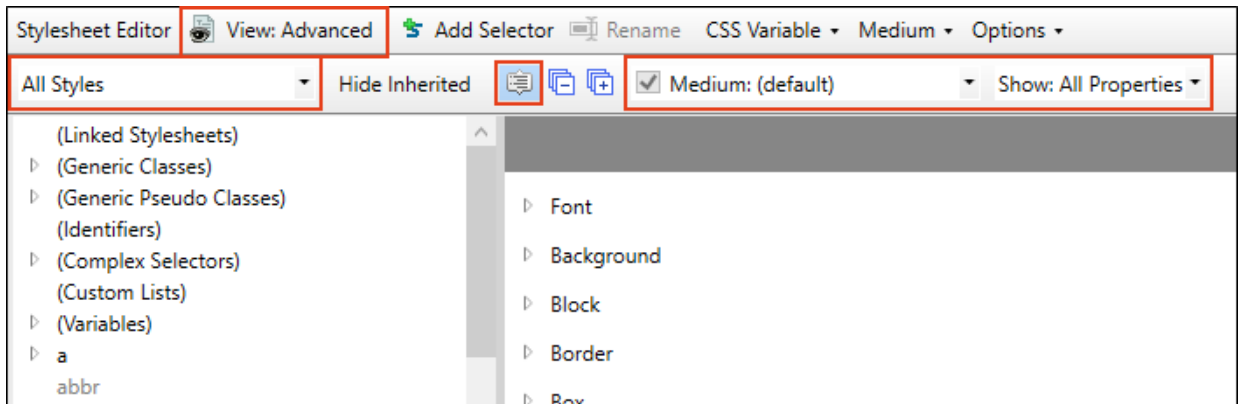 Stylesheet Editor View: Advanced Add Selector Rename CSS Variable Medium Options
All Styles Hide Inherited Medium: (default) Show: All Properties
(Linked Stylesheets)
(Generic Classes)
(Generic Pseudo Classes)
(Identifiers)
(Complex Selectors)
(Custom Lists)
(Variables)
a
abbr
Font
Background
Block
Border
Box